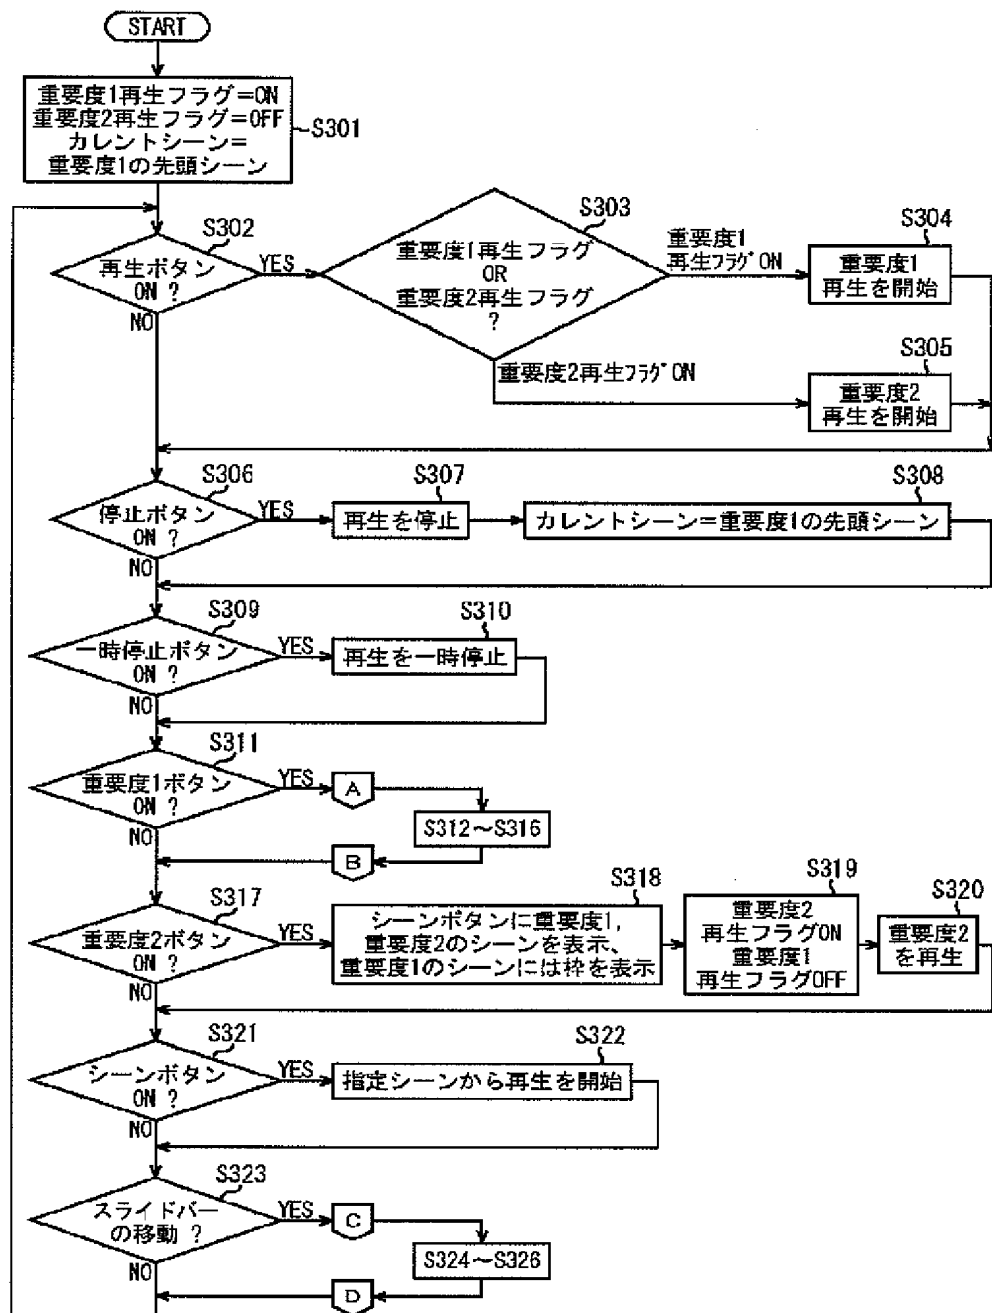 START
重要度1再生フラグ=ON
重要度2再生フラグ=OFF
カレントシーン=
重要度1の先頭シーン
S301
S302
再生ボタン
ON ?
YES
NO
S303
重要度1再生フラグ
OR
重要度2再生フラグ
?
重要度1
再生フラグON
S304
重要度1
再生を開始
重要度2再生フラグON
S305
重要度2
再生を開始
S306
停止ボタン
ON ?
YES
NO
S307
再生を停止
S308
カレントシーン=重要度1の先頭シーン
S309
一時停止ボタン
ON ?
YES
NO
S310
再生を一時停止
S311
重要度1ボタン
ON ?
YES
NO
A
S312～S316
B
S317
重要度2ボタン
ON ?
YES
NO
S318
シーンボタンに重要度1,
重要度2のシーンを表示、
重要度1のシーンには枠を表示
S319
重要度2
再生フラグON
重要度1
再生フラグOFF
S320
重要度2
を再生
S321
シーンボタン
ON ?
YES
NO
S322
指定シーンから再生を開始
S323
スライドバー
の移動 ?
YES
NO
C
S324～S326
D